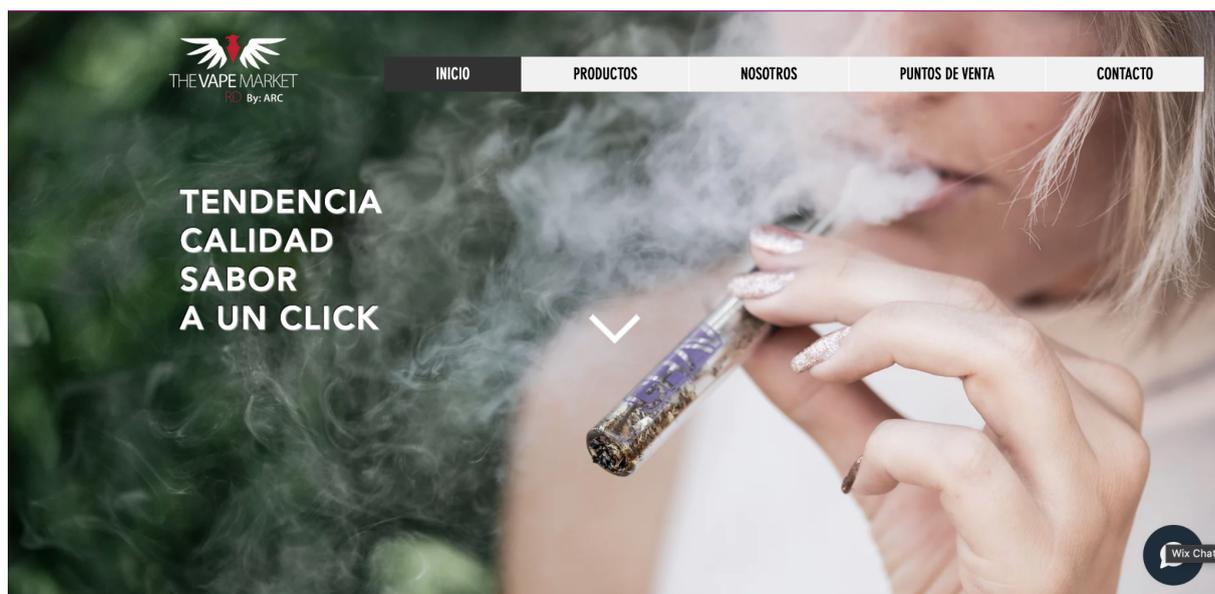 THE VAPE MARKET
RD By: ARC
INICIO
PRODUCTOS
NOSOTROS
PUNTOS DE VENTA
CONTACTO
TENDENCIA
CALIDAD
SABOR
A UN CLICK
Wix Chat